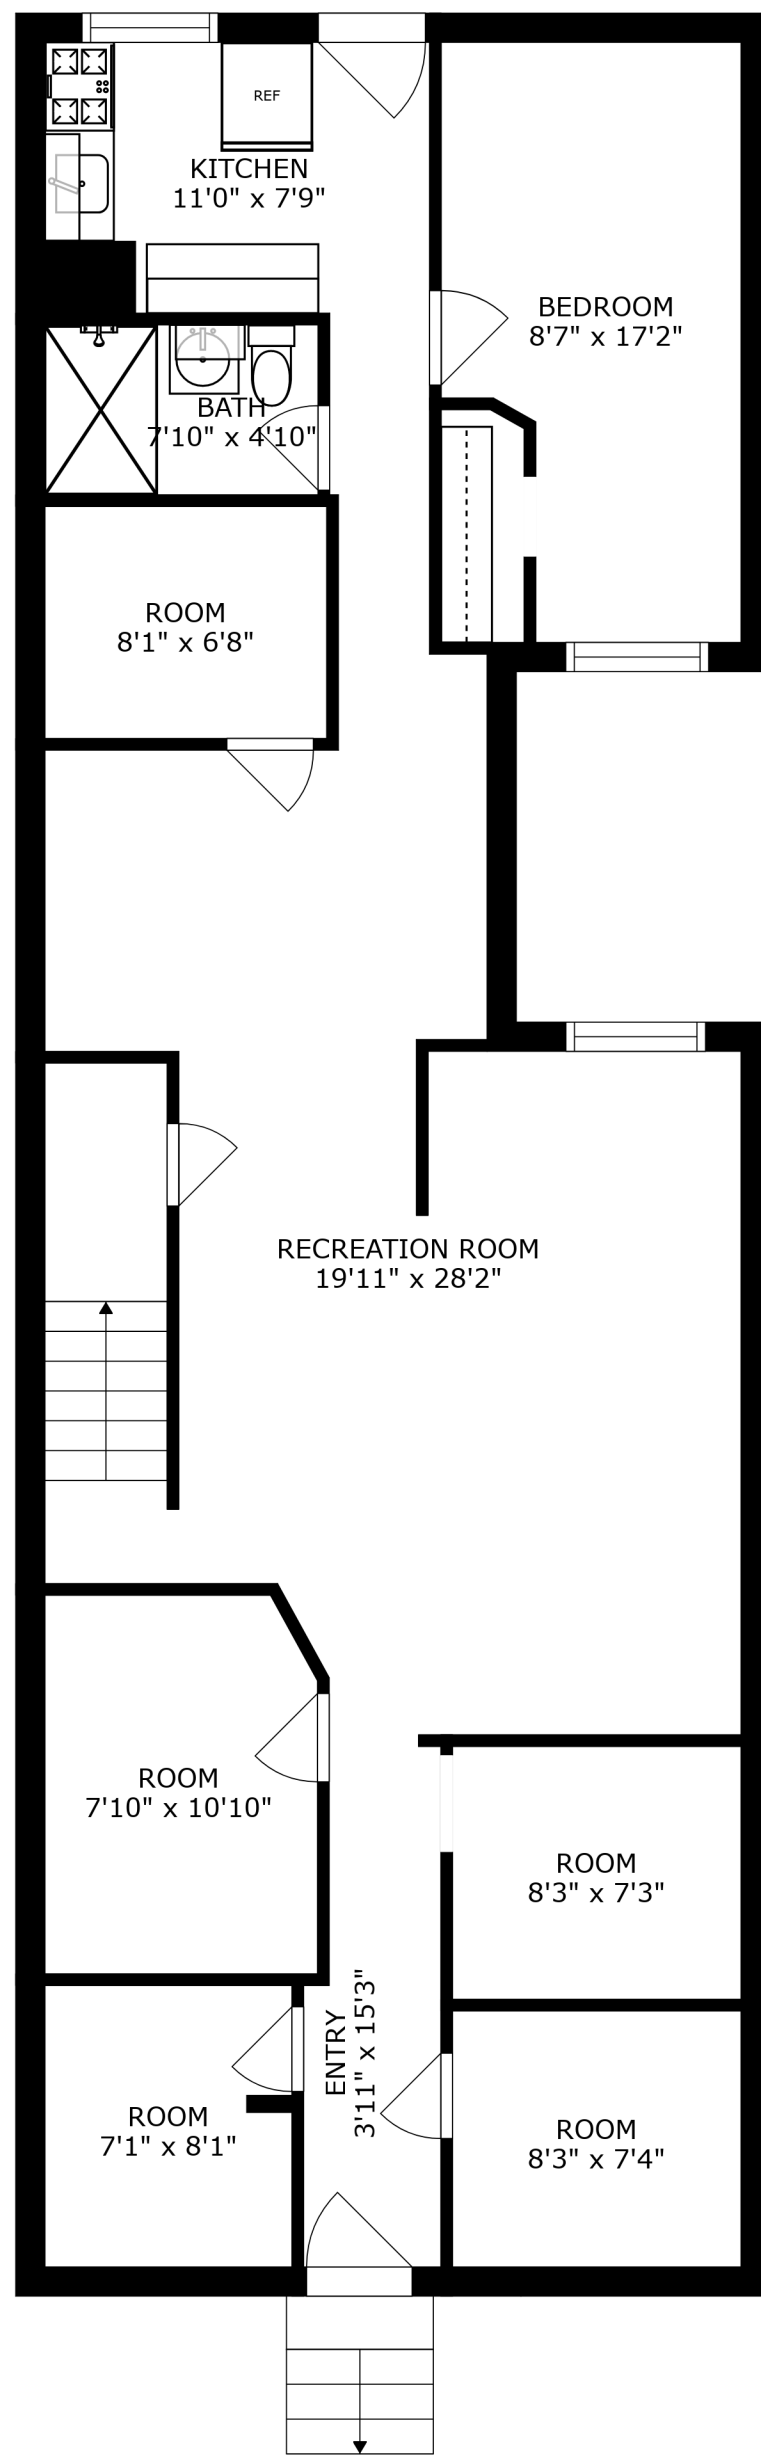 REF
KITCHEN
11'0" x 7'9"
BEDROOM
8'7" x 17'2"
BATH
7'10" x 4'10"
ROOM
8'1" x 6'8"
RECREATION ROOM
19'11" x 28'2"
ROOM
7'10" x 10'10"
ROOM
8'3" x 7'3"
ENTRY
3'11" x 15'3"
ROOM
7'1" x 8'1"
ROOM
8'3" x 7'4"